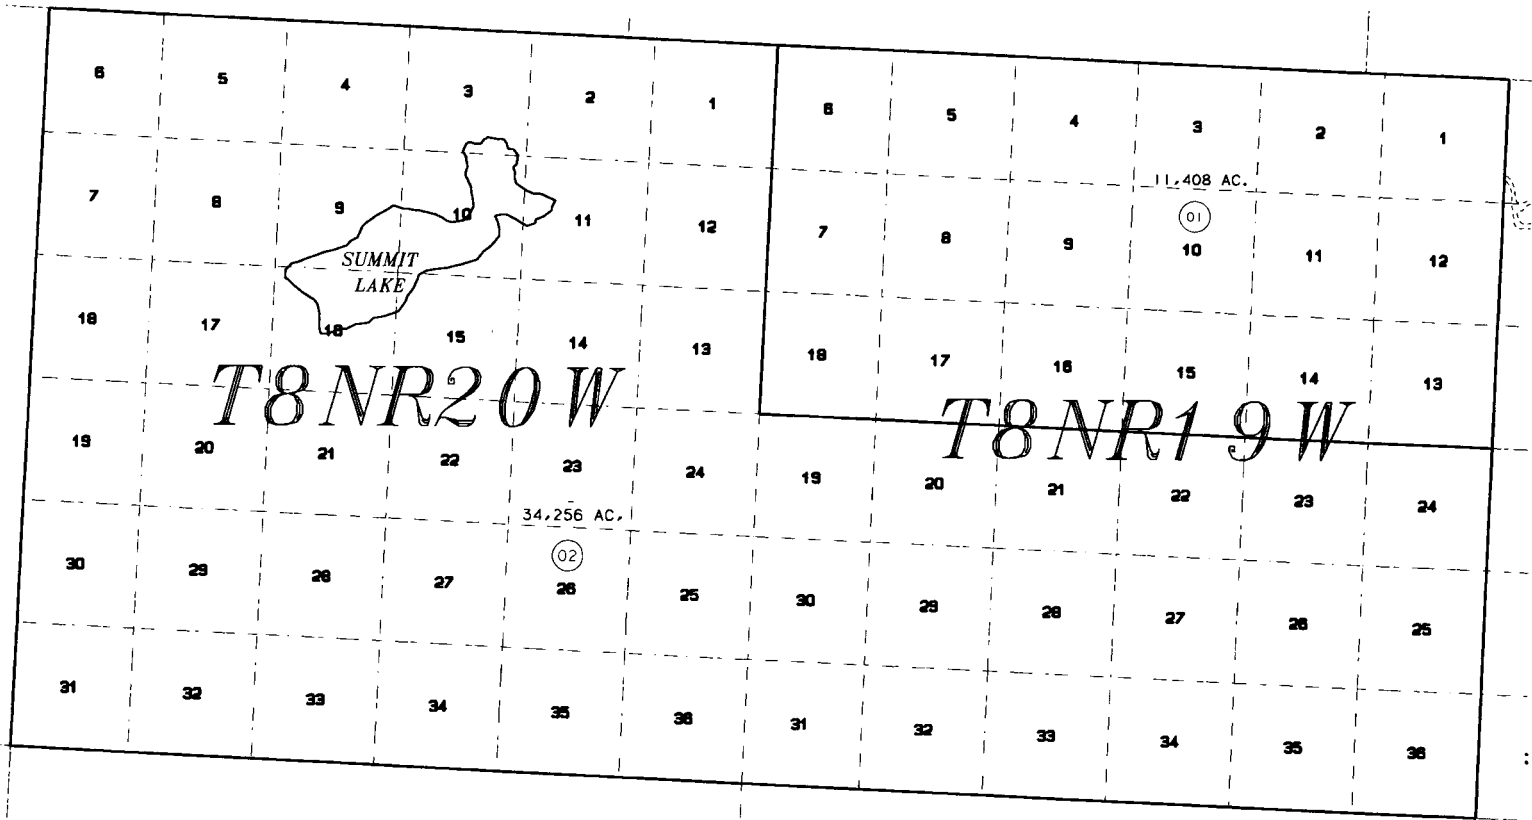 6 5 4 3 2 1 6 5 4 3 2 1
11,408 AC.
01
7 8 9 10 11 12 7 8 9 10 11 12
SUMMIT
LAKE
18 17 16 15 14 13 18 17 16 15 14 13
T8NR20W T8NR19W
19 20 21 22 23 24 19 20 21 22 23 24
34,256 AC.
02
30 29 28 27 26 25 30 29 28 27 26 25
31 32 33 34 35 36 31 32 33 34 35 36